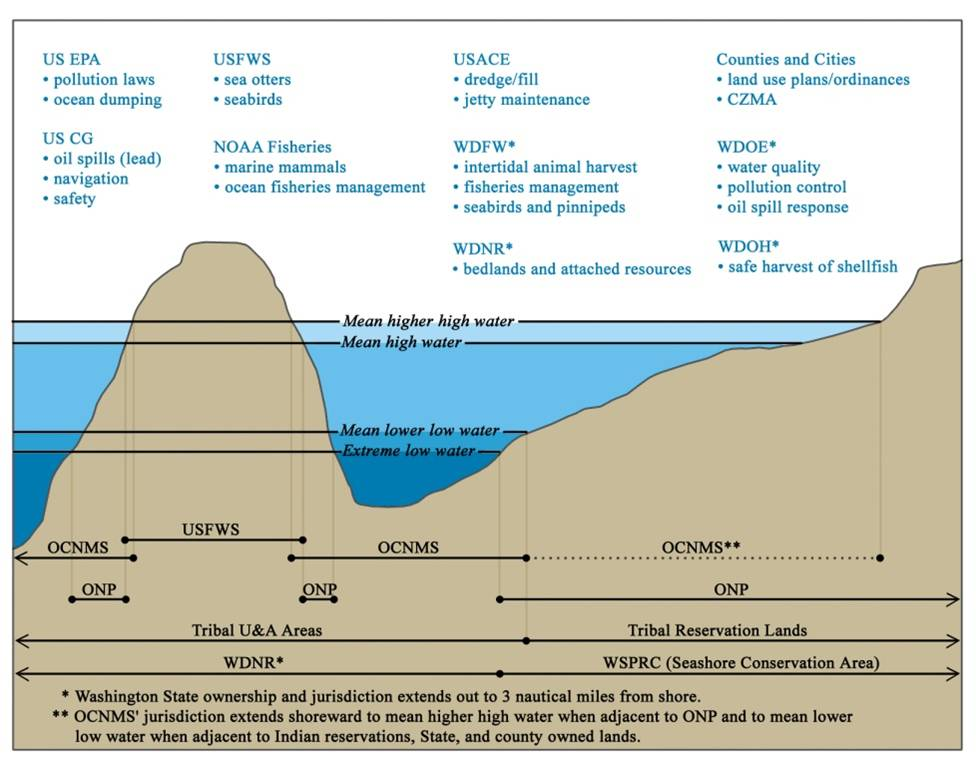 US EPA
• pollution laws
• ocean dumping
US CG
• oil spills (lead)
• navigation
• safety
USFWS
• sea otters
• seabirds
NOAA Fisheries
• marine mammals
• ocean fisheries management
USACE
• dredge/fill
• jetty maintenance
WDFW*
• intertidal animal harvest
• fisheries management
• seabirds and pinnipeds
WDNR*
• bedlands and attached resources
Counties and Cities
• land use plans/ordinances
• CZMA
WDOE*
• water quality
• pollution control
• oil spill response
WDOH*
• safe harvest of shellfish
Mean higher high water
Mean high water
Mean lower low water
Extreme low water
USFWS
OCNMS
OCNMS
OCNMS**
ONP
ONP
ONP
Tribal U&A Areas
Tribal Reservation Lands
WDNR*
WSPRC (Seashore Conservation Area)
* Washington State ownership and jurisdiction extends out to 3 nautical miles from shore.
** OCNMS' jurisdiction extends shoreward to mean higher high water when adjacent to ONP and to mean lower
low water when adjacent to Indian reservations, State, and county owned lands.